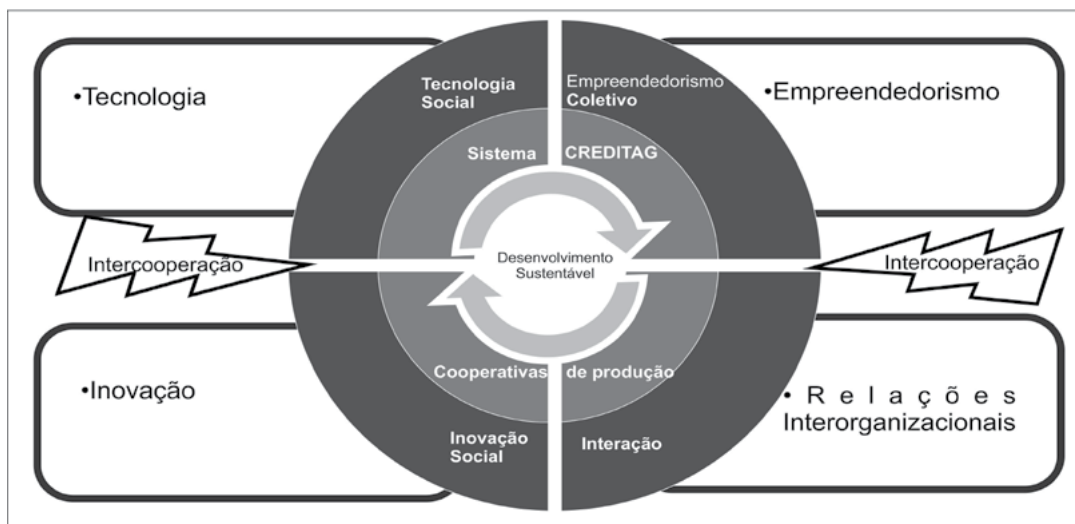 •Tecnologia
Tecnologia
Social
Empreendedorismo
Coletivo
•Empreendedorismo
Sistema
CREDITAG
Intercooperação
Desenvolvimento
Sustentável
Intercooperação
Cooperativas
de produção
•Inovação
• Relações
Interorganizacionais
Inovação
Social
Interação